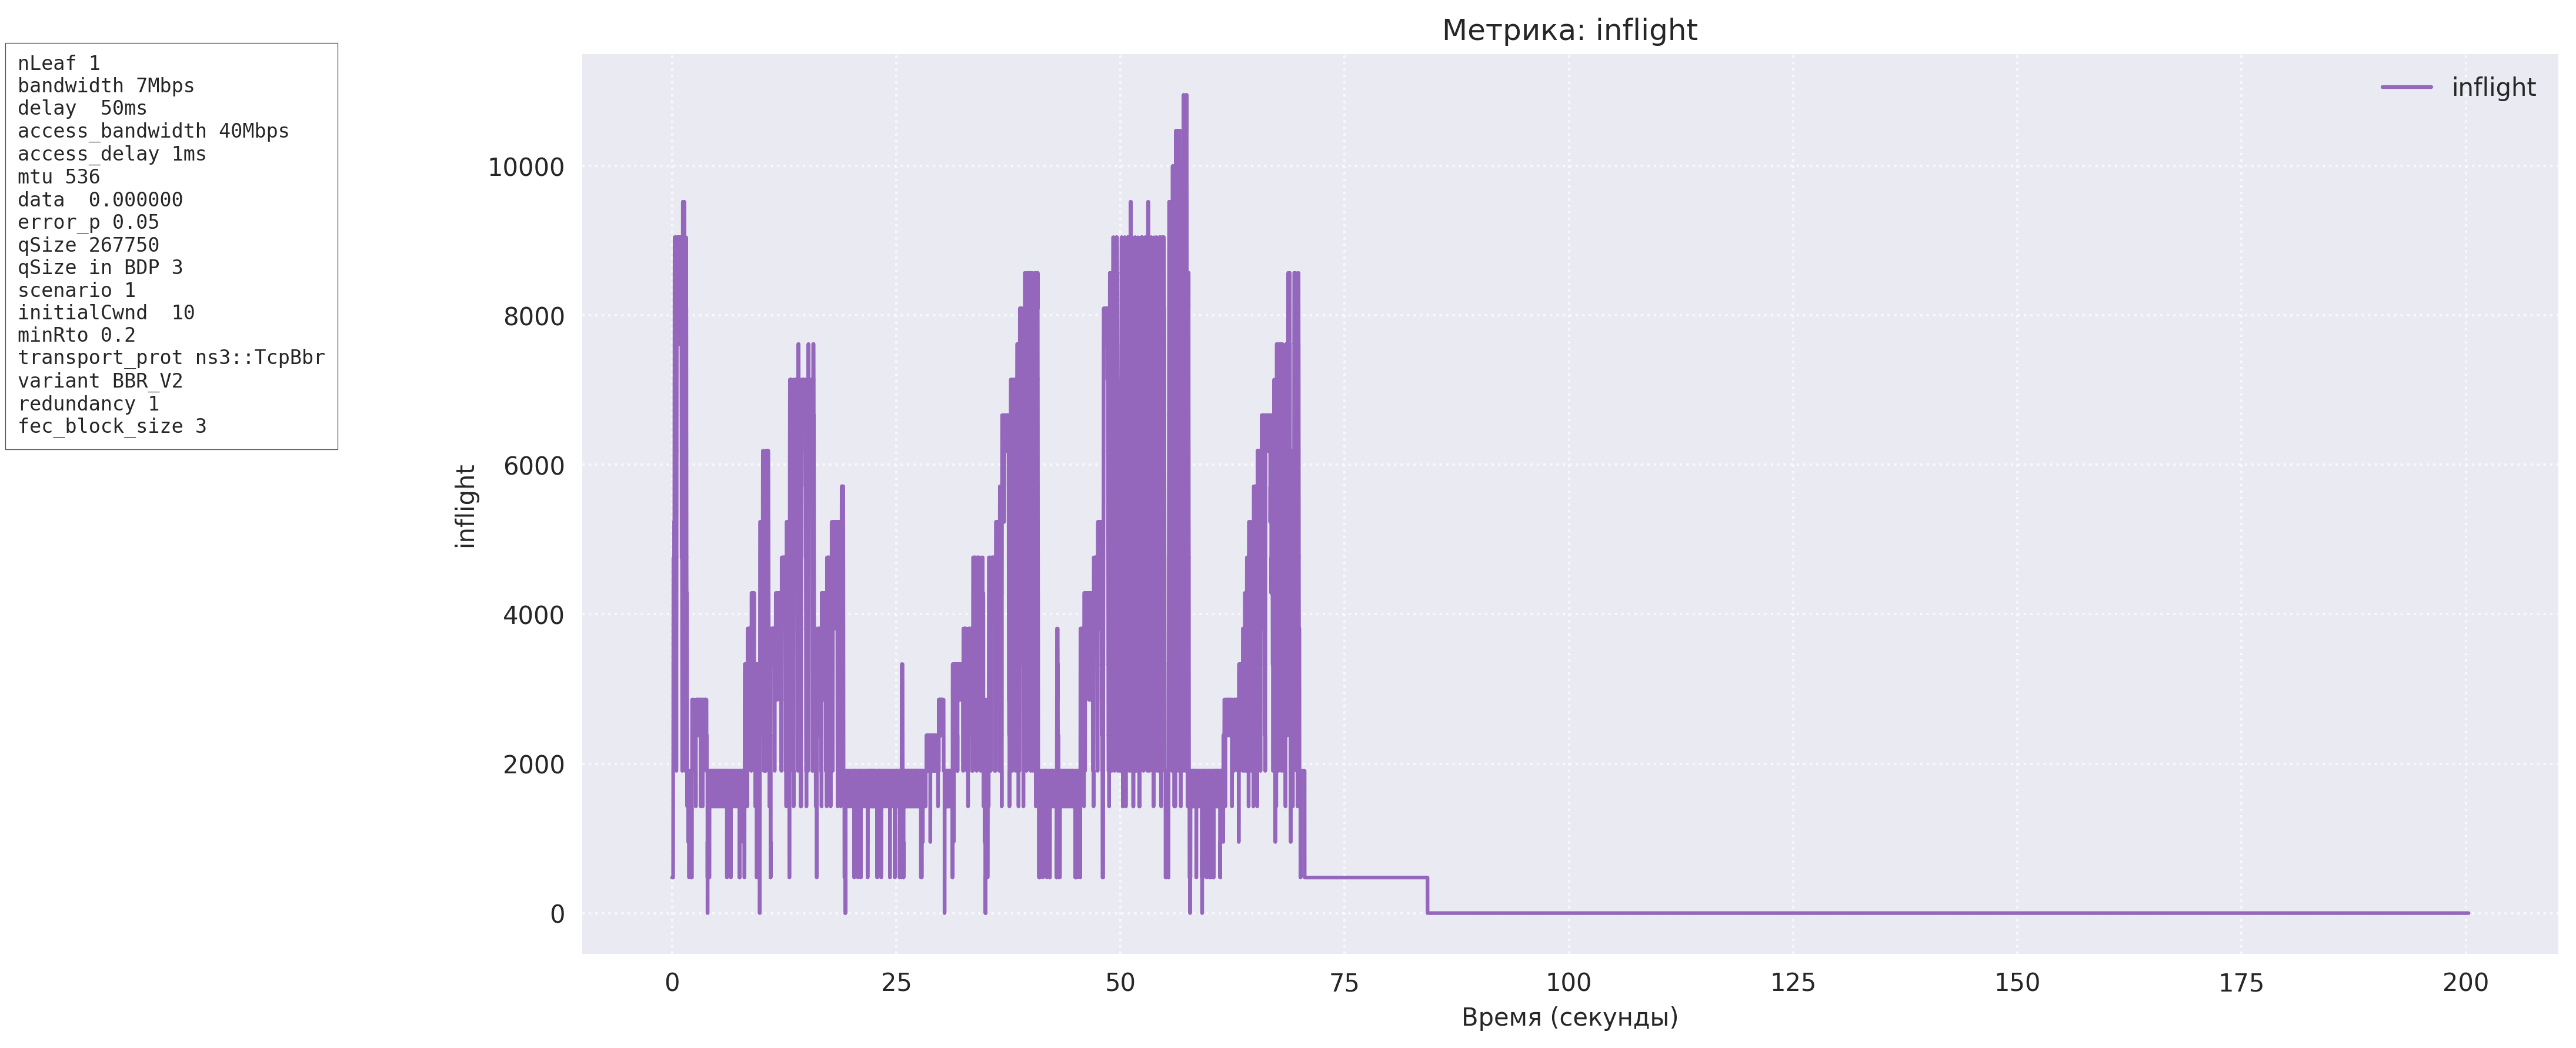 Метрика: inflight
nLeaf 1
bandwidth 7Mbps
delay  50ms
access_bandwidth 40Mbps
access_delay 1ms
mtu 536
data  0.000000
error_p 0.05
qSize 267750
qSize in BDP 3
scenario 1
initialCwnd  10
minRto 0.2
transport_prot ns3::TcpBbr
variant BBR_V2
redundancy 1
fec_block_size 3
inflight
inflight
10000
8000
6000
4000
2000
0
0 25 50 75 100 125 150 175 200
Время (секунды)